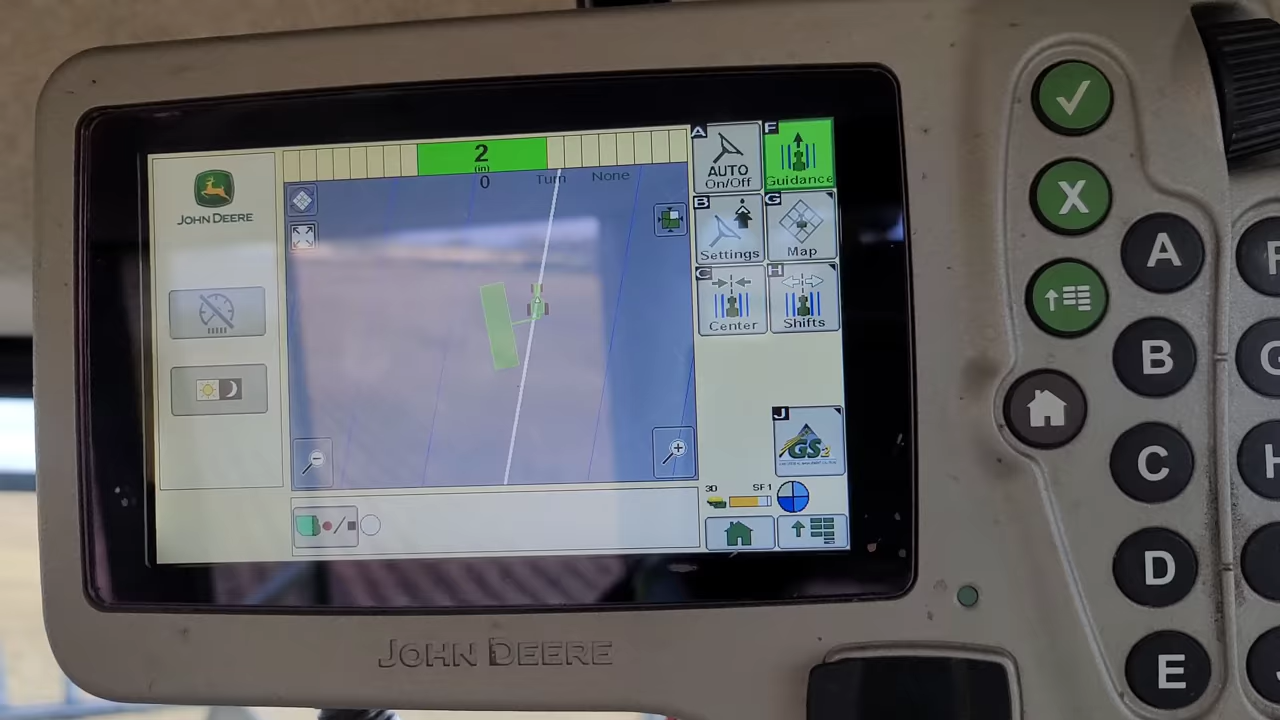 JOHN DEERE
2
(in)
0
Turn
None
A
AUTO
On/Off
F
Guidance
B
Settings
G
Map
C
Center
H
Shifts
J
GS2
3D
SF1
JOHN DEERE
X
A
B
C
D
E
F
G
H
J